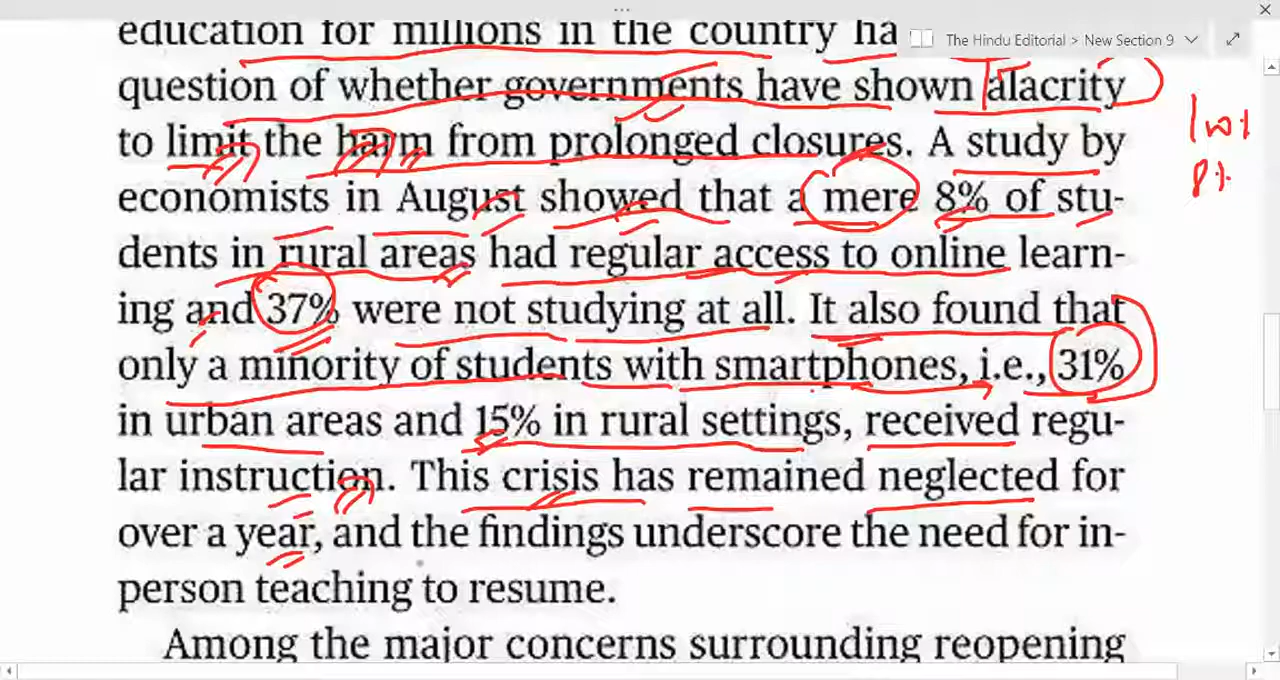 education for millions in the country ha
The Hindu Editorial > New Section 9
question of whether governments have shown alacrity
to limit the harm from prolonged closures. A study by
economists in August showed that a mere 8% of stu-
dents in rural areas had regular access to online learn-
ing and 37% were not studying at all. It also found that
only a minority of students with smartphones, i.e., 31%
in urban areas and 15% in rural settings, received regu-
lar instruction. This crisis has remained neglected for
over a year, and the findings underscore the need for in-
person teaching to resume.
Among the major concerns surrounding reopening
8%